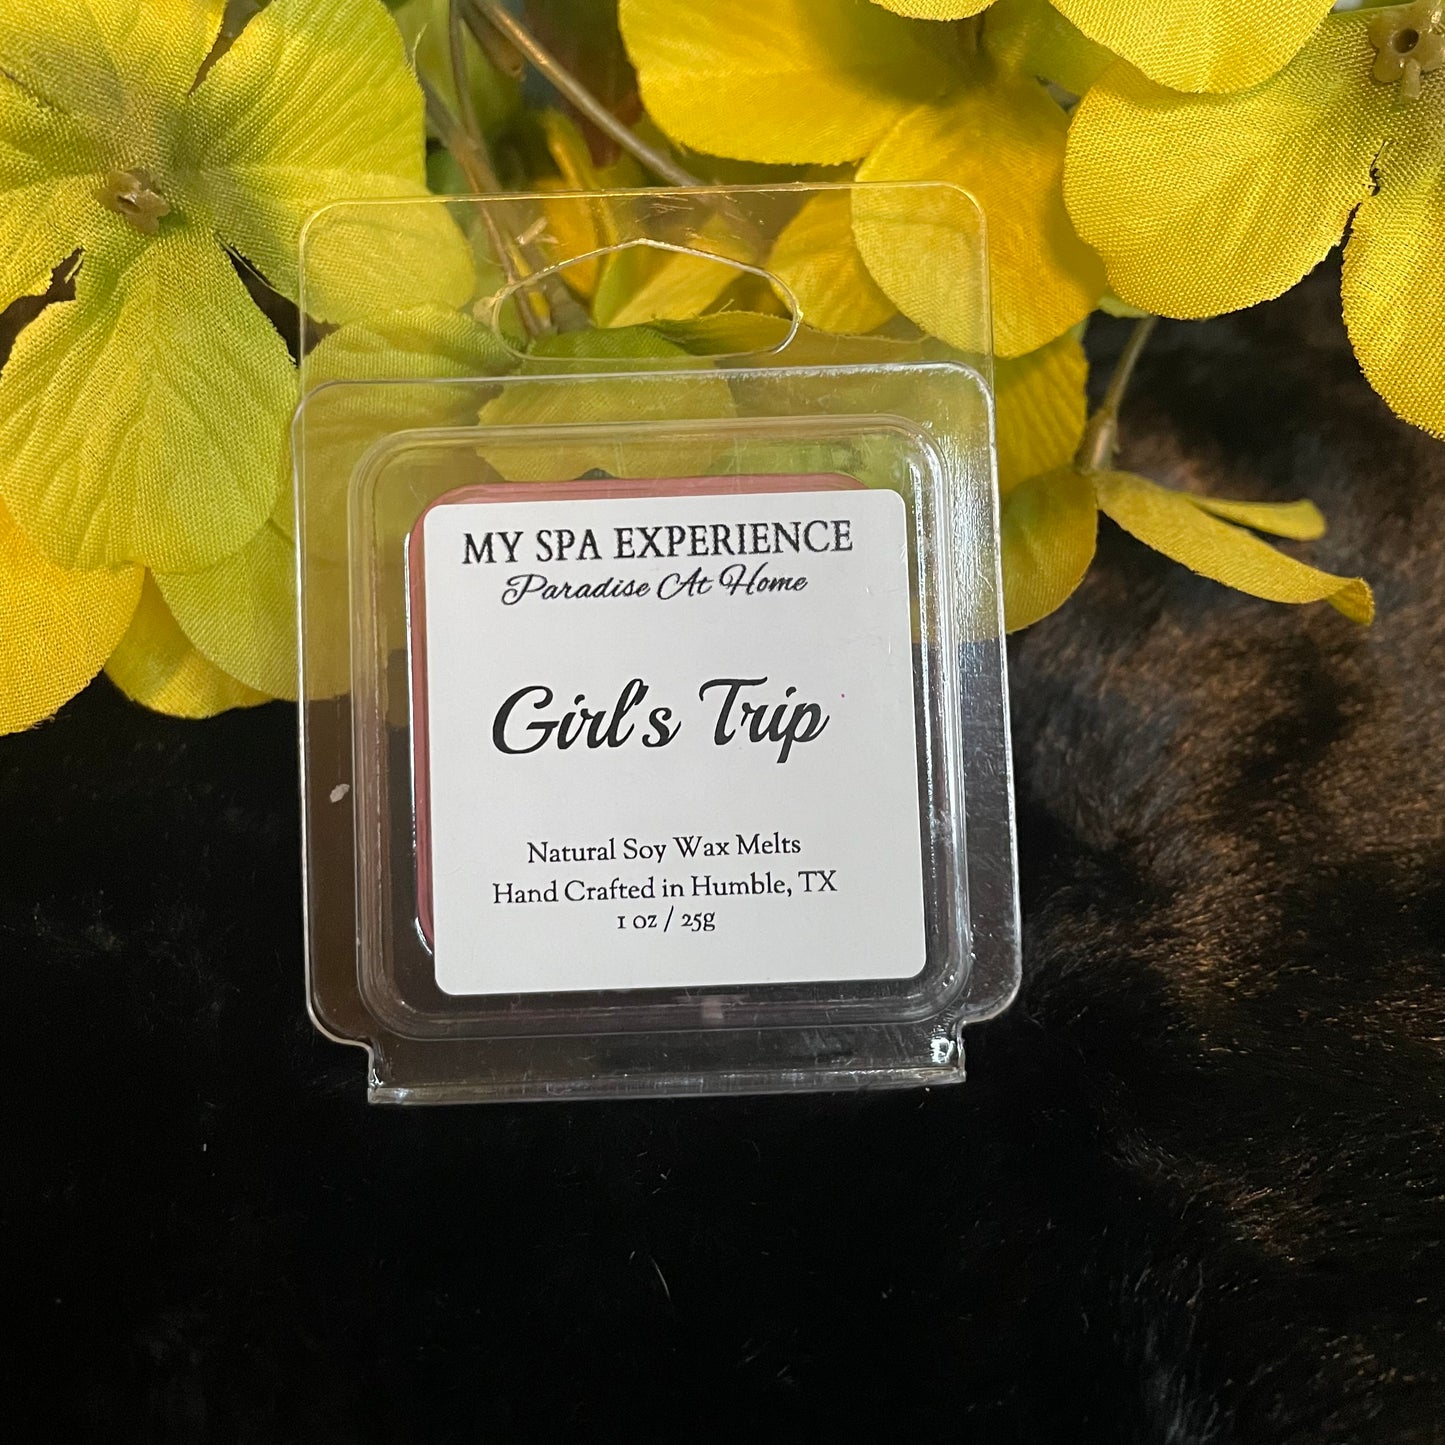 MY SPA EXPERIENCE
Paradise At Home
Girl's Trip
Natural Soy Wax Melts
Hand Crafted in Humble, TX
1 oz / 25g